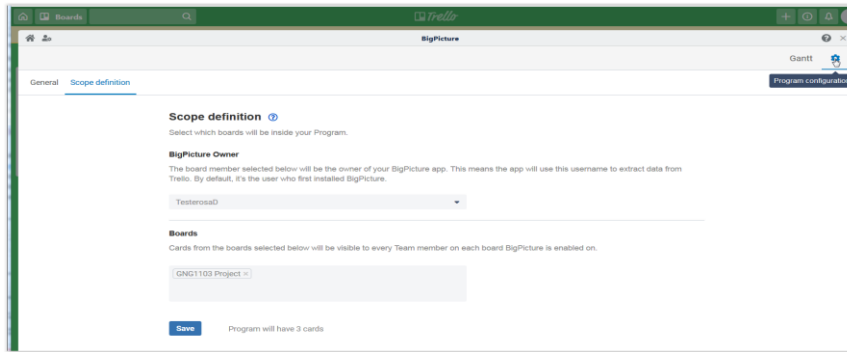 Boards
Trello
BigPicture
Gantt
Program configuration
General Scope definition
Scope definition
Select which boards will be inside your Program.
BigPicture Owner
The board member selected below will be the owner of your BigPicture app. This means the app will use this username to extract data from
Trello. By default, it's the user who first installed BigPicture.
TesterosaD
Boards
Cards from the boards selected below will be visible to every Team member on each board BigPicture is enabled on.
GNG1103 Project ×
Save Program will have 3 cards